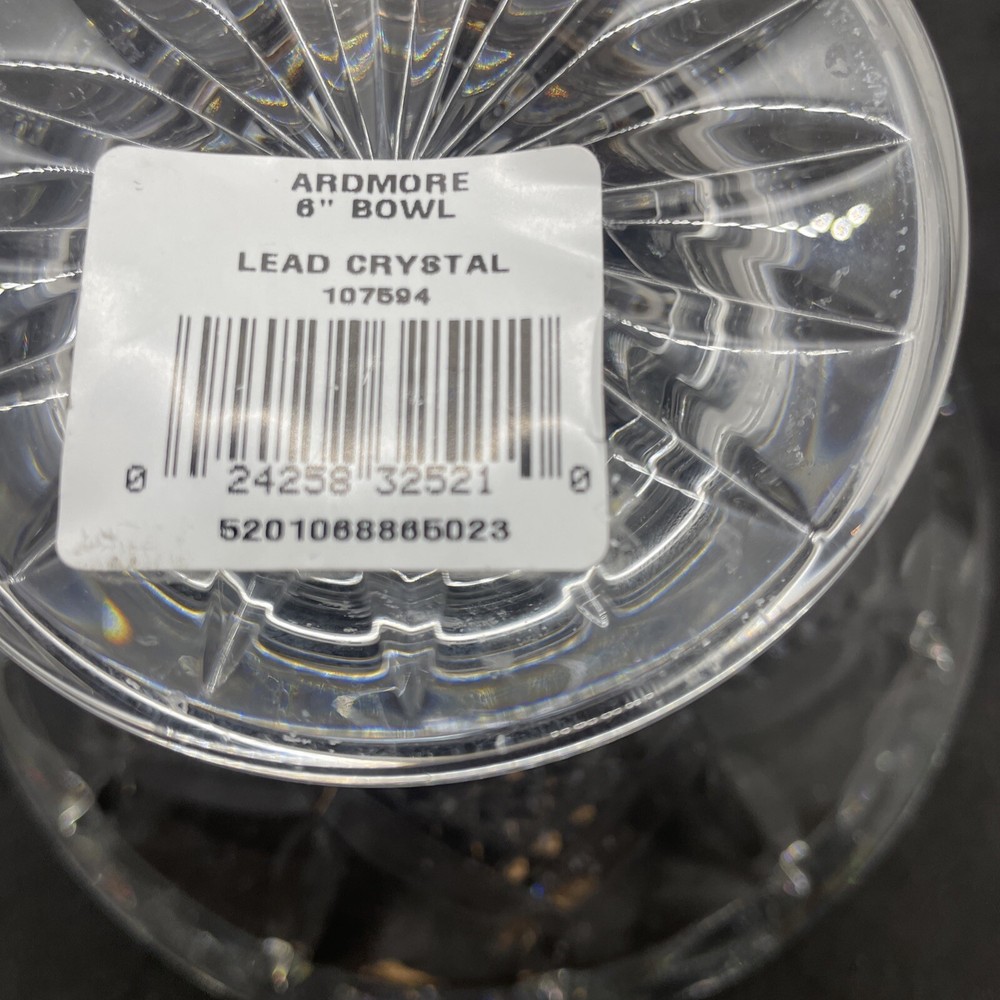 ARDMORE
6" BOWL
LEAD CRYSTAL
107594
0 24258 32521 0
5201068865023